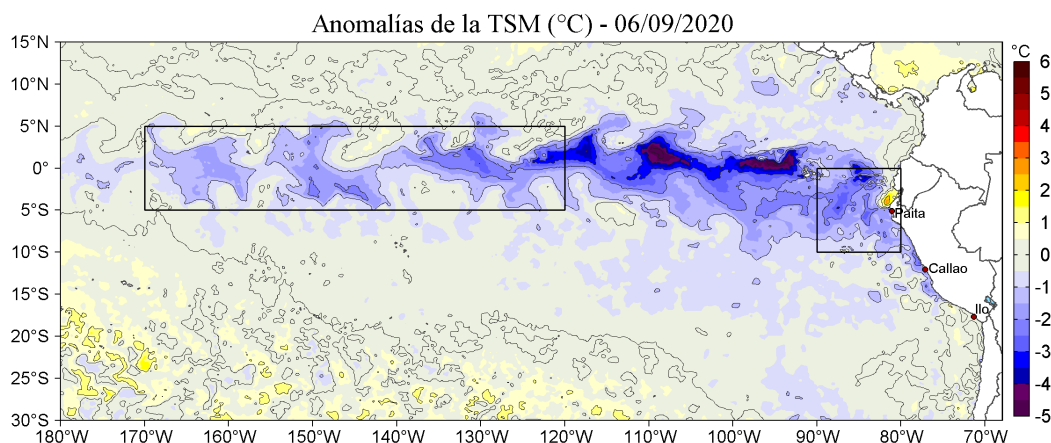 Anomalías de la TSM (°C) - 06/09/2020
15°N
10°N
5°N
0°
5°S
10°S
15°S
20°S
25°S
30°S
180°W
170°W
160°W
150°W
140°W
130°W
120°W
110°W
100°W
90°W
80°W
70°W
Paita
Callao
Ilo
°C
6
5
4
3
2
1
0
-1
-2
-3
-4
-5